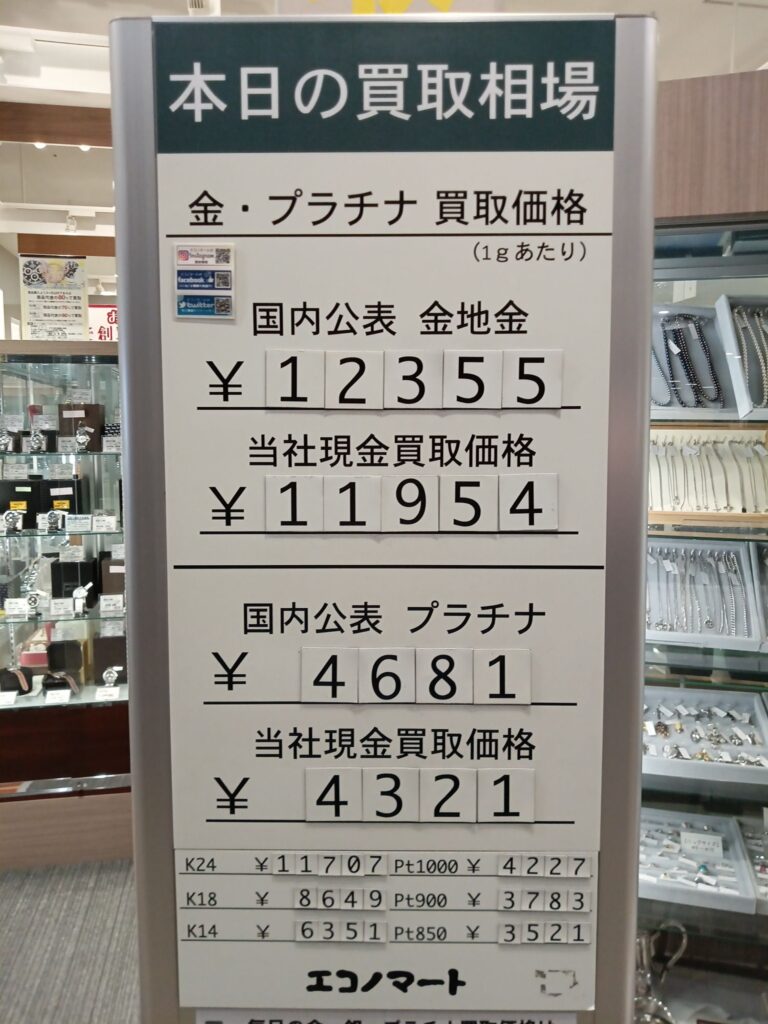 本日の買取相場
金・プラチナ 買取価格
（1ｇあたり）
Instagram
facebook
twitter
国内公表 金地金
¥ 12355
当社現金買取価格
¥ 11954
国内公表 プラチナ
¥ 4681
当社現金買取価格
¥ 4321
K24 ¥ 11707 Pt1000 ¥ 4227
K18 ¥ 8649 Pt900 ¥ 3783
K14 ¥ 6351 Pt850 ¥ 3521
エコノマート